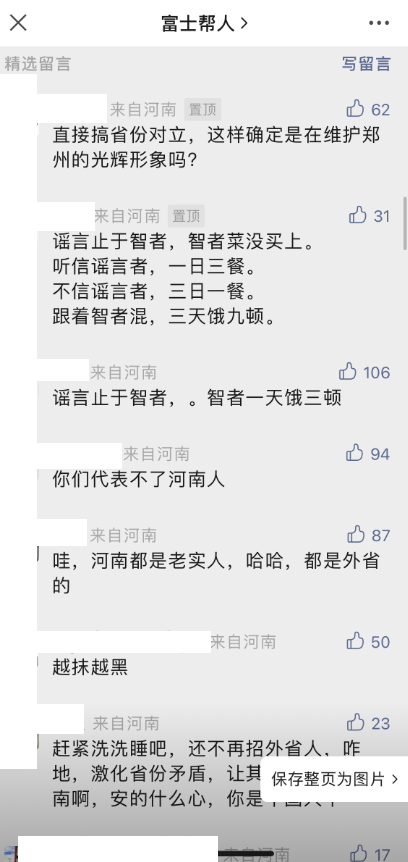 富士帮人
精选留言
写留言
来自河南 置顶 62
直接搞省份对立，这样确定是在维护郑
州的光辉形象吗?
来自河南 置顶 31
谣言止于智者，智者菜没买上。
听信谣言者，一日三餐。
不信谣言者，三日一餐。
跟着智者混，三天饿九顿。
来自河南 106
谣言止于智者，。智者一天饿三顿
来自河南 94
你们代表不了河南人
来自河南 87
哇，河南都是老实人，哈哈，都是外省
的
来自河南 50
越抹越黑
来自河南 23
赶紧洗洗睡吧，还不再招外省人，咋
地，激化省份矛盾，让其
南啊，安的什么心，你是
保存整页为图片
来自河南 17